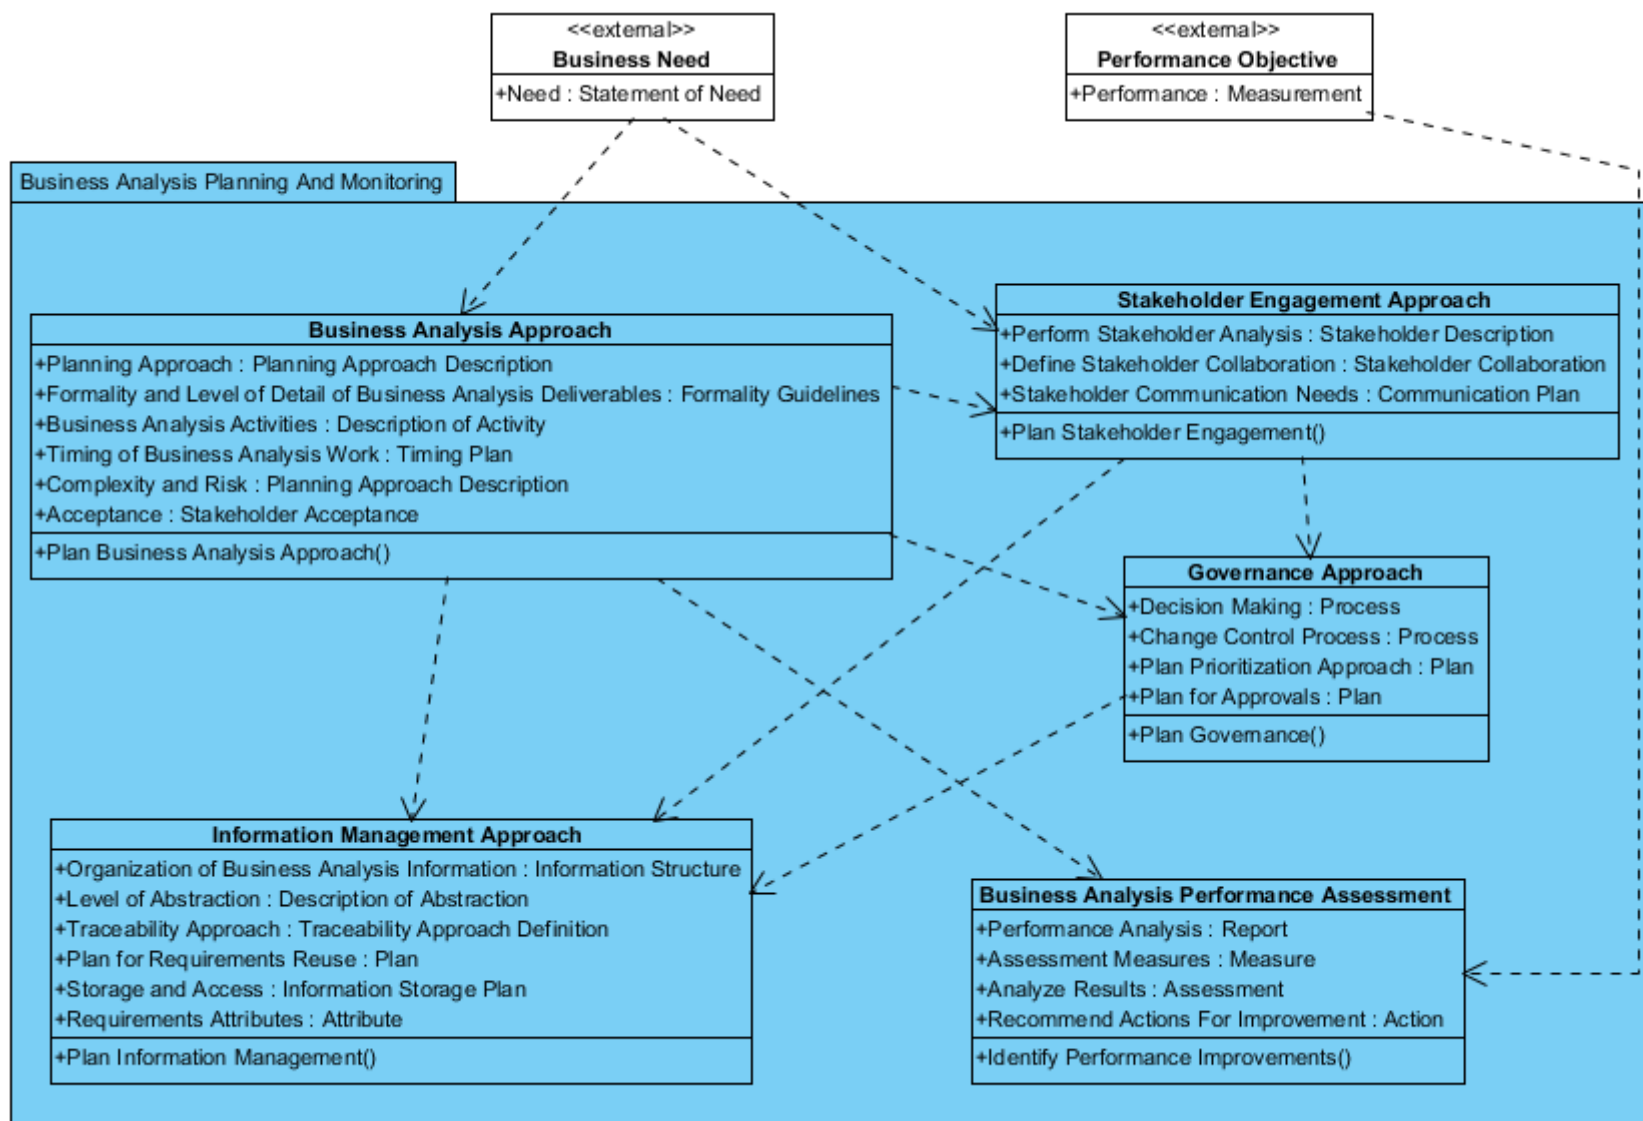 <<external>>
Business Need
+Need : Statement of Need
<<external>>
Performance Objective
+Performance : Measurement
Business Analysis Planning And Monitoring
Business Analysis Approach
+Planning Approach : Planning Approach Description
+Formality and Level of Detail of Business Analysis Deliverables : Formality Guidelines
+Business Analysis Activities : Description of Activity
+Timing of Business Analysis Work : Timing Plan
+Complexity and Risk : Planning Approach Description
+Acceptance : Stakeholder Acceptance
+Plan Business Analysis Approach()
Stakeholder Engagement Approach
+Perform Stakeholder Analysis : Stakeholder Description
+Define Stakeholder Collaboration : Stakeholder Collaboration
+Stakeholder Communication Needs : Communication Plan
+Plan Stakeholder Engagement()
Governance Approach
+Decision Making : Process
+Change Control Process : Process
+Plan Prioritization Approach : Plan
+Plan for Approvals : Plan
+Plan Governance()
Information Management Approach
+Organization of Business Analysis Information : Information Structure
+Level of Abstraction : Description of Abstraction
+Traceability Approach : Traceability Approach Definition
+Plan for Requirements Reuse : Plan
+Storage and Access : Information Storage Plan
+Requirements Attributes : Attribute
+Plan Information Management()
Business Analysis Performance Assessment
+Performance Analysis : Report
+Assessment Measures : Measure
+Analyze Results : Assessment
+Recommend Actions For Improvement : Action
+Identify Performance Improvements()